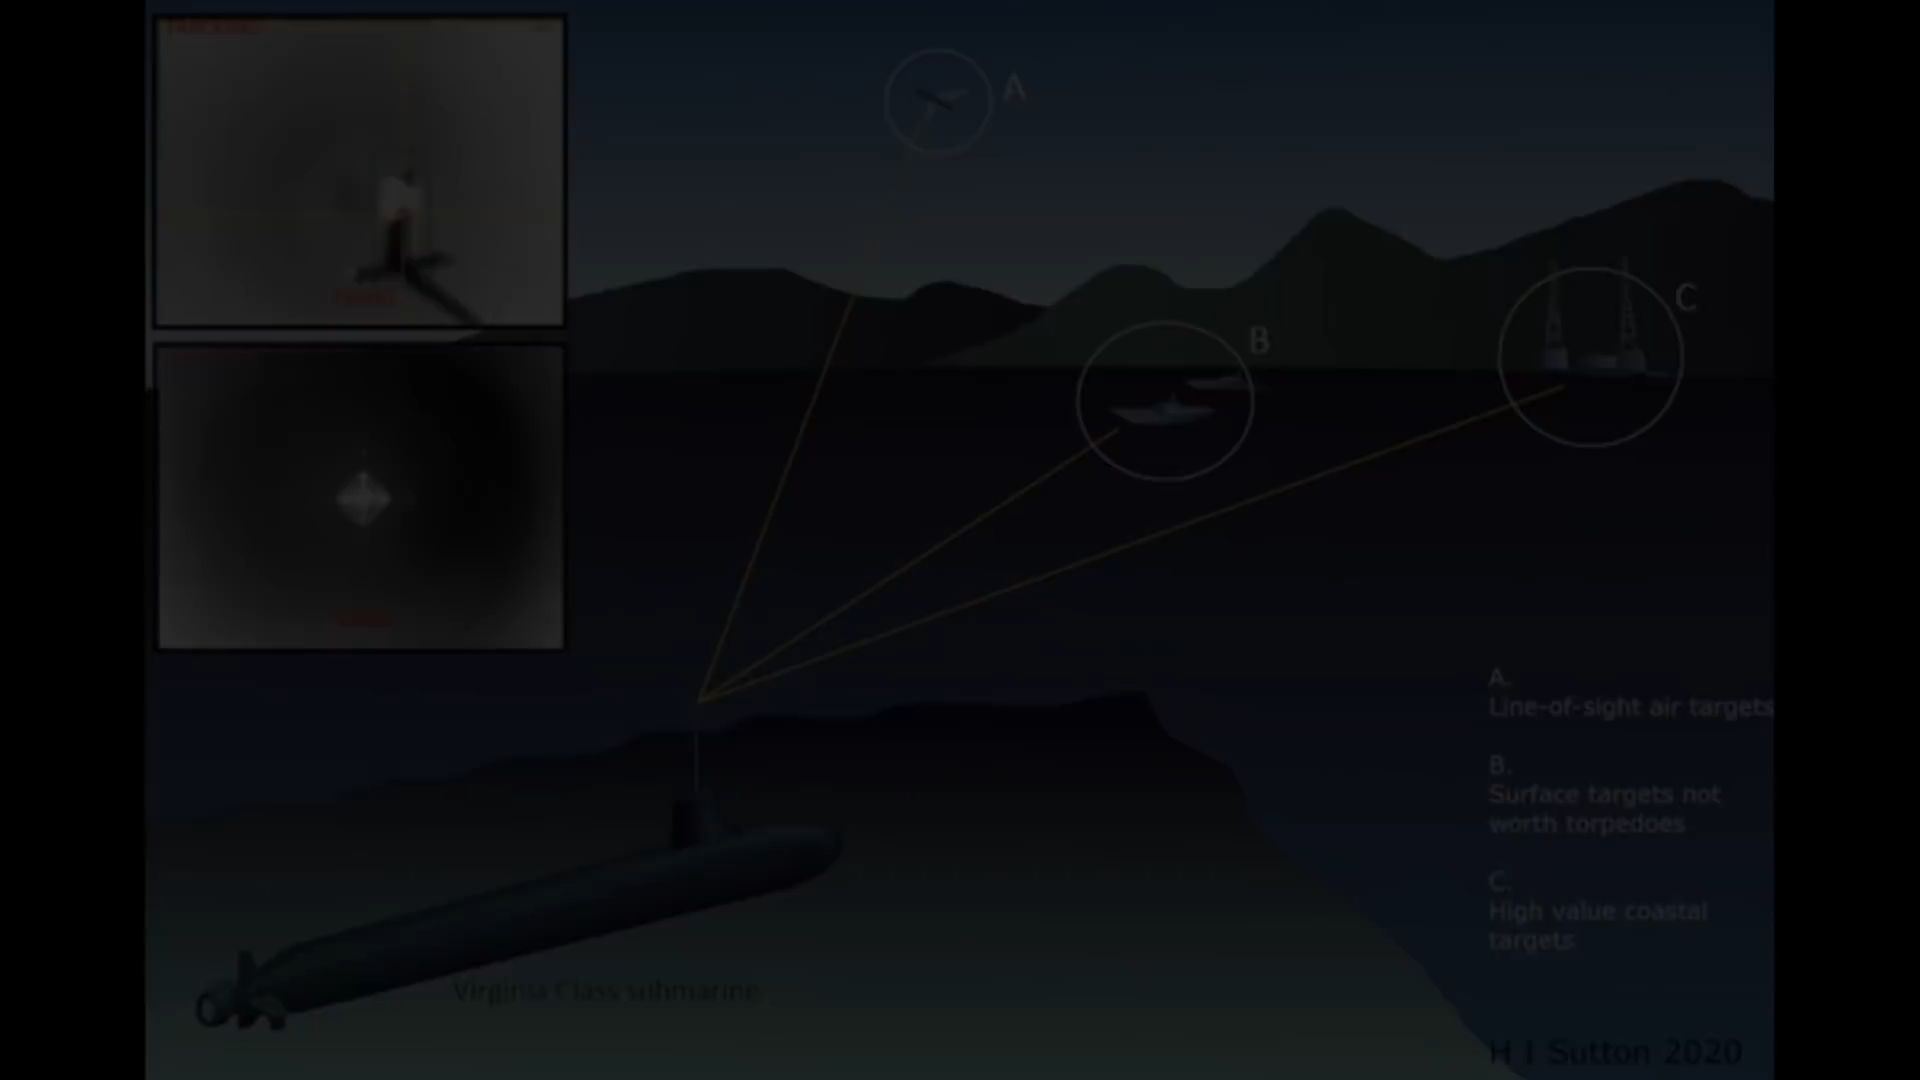 A
B
C
A.
Line-of-sight air targets
B.
Surface targets not
worth torpedoes
C.
High value coastal
targets
Virginia Class submarine
H I Sutton 2020